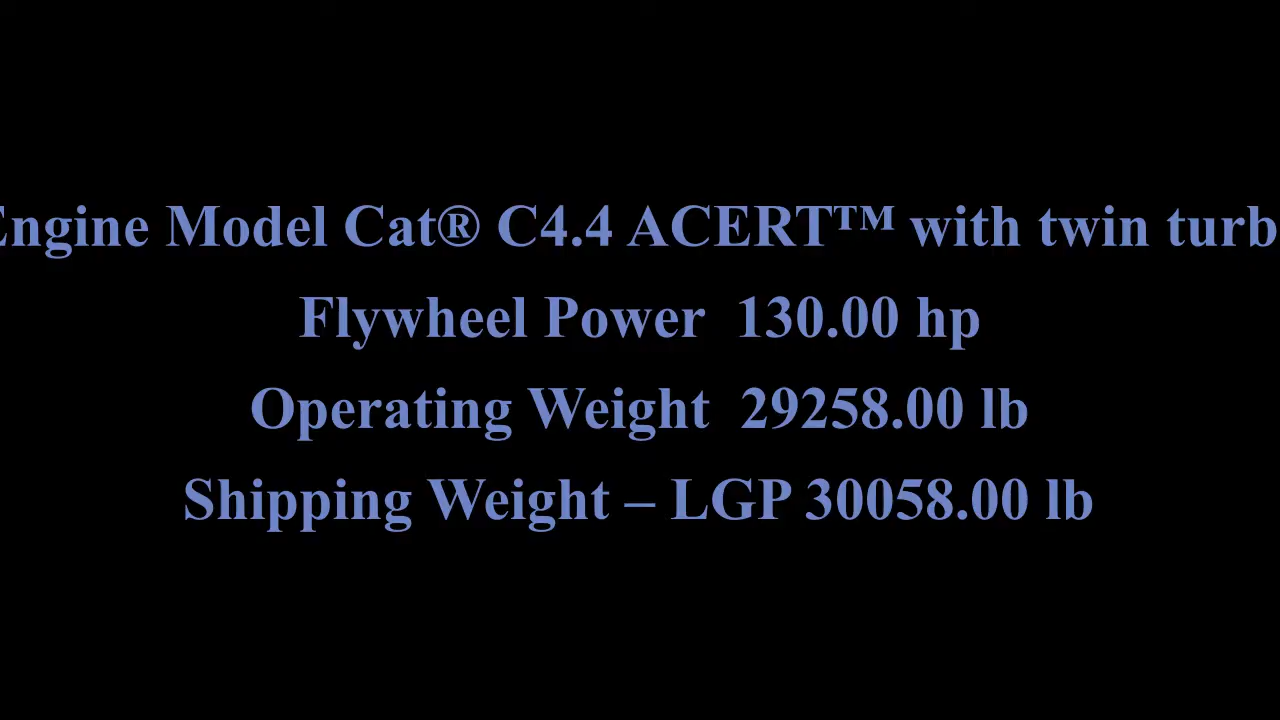 Engine Model Cat® C4.4 ACERT™ with twin turb
Flywheel Power  130.00 hp
Operating Weight  29258.00 lb
Shipping Weight – LGP 30058.00 lb